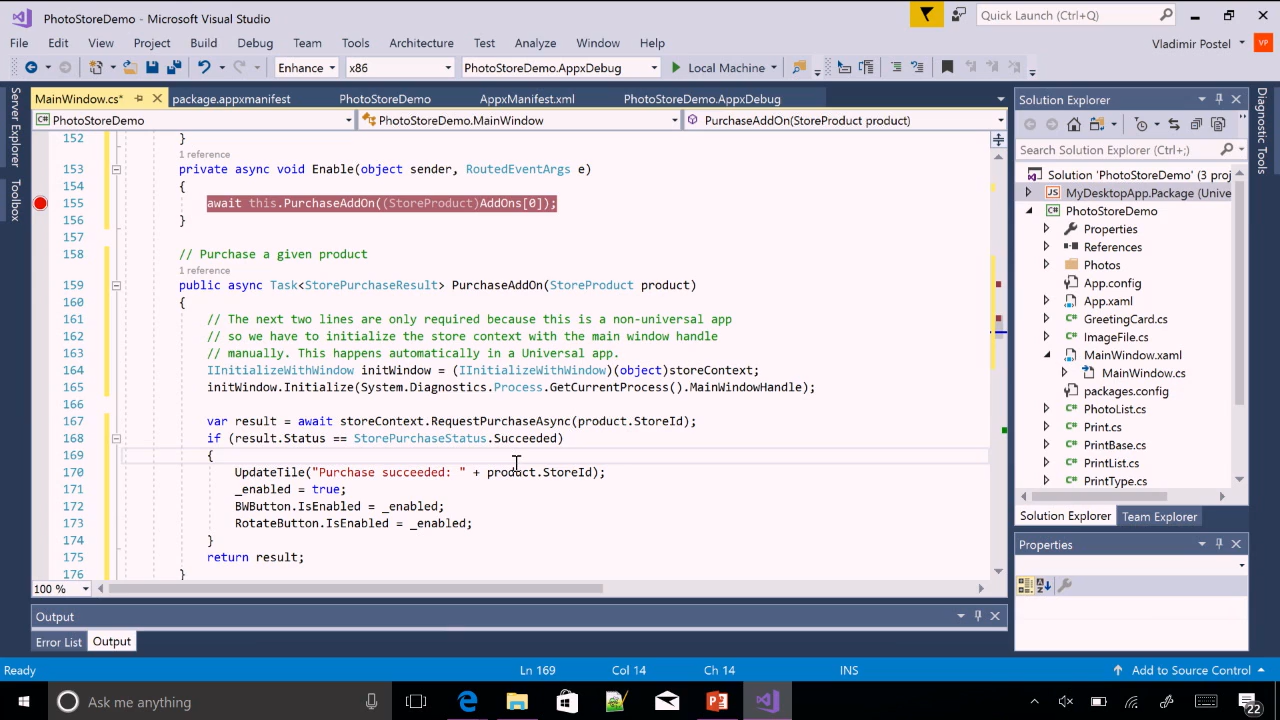 PhotoStoreDemo - Microsoft Visual Studio
Quick Launch (Ctrl+Q)
File Edit View Project Build Debug Team Tools Architecture Test Analyze Window Help
Vladimir Postel VP
Enhance x86 PhotoStoreDemo.AppxDebug Local Machine
MainWindow.cs* package.appxmanifest PhotoStoreDemo AppxManifest.xml PhotoStoreDemo.AppxDebug
PhotoStoreDemo PhotoStoreDemo.MainWindow PurchaseAddOn(StoreProduct product)
Server Explorer
Toolbox
152 }
1 reference
153 private async void Enable(object sender, RoutedEventArgs e)
154 {
155 await this.PurchaseAddOn((StoreProduct)AddOns[0]);
156 }
157
158 // Purchase a given product
1 reference
159 public async Task<StorePurchaseResult> PurchaseAddOn(StoreProduct product)
160 {
161 // The next two lines are only required because this is a non-universal app
162 // so we have to initialize the store context with the main window handle
163 // manually. This happens automatically in a Universal app.
164 IInitializeWithWindow initWindow = (IInitializeWithWindow)(object)storeContext;
165 initWindow.Initialize(System.Diagnostics.Process.GetCurrentProcess().MainWindowHandle);
166
167 var result = await storeContext.RequestPurchaseAsync(product.StoreId);
168 if (result.Status == StorePurchaseStatus.Succeeded)
169 {
170 UpdateTile("Purchase succeeded: " + product.StoreId);
171 _enabled = true;
172 BWButton.IsEnabled = _enabled;
173 RotateButton.IsEnabled = _enabled;
174 }
175 return result;
176 }
100 %
Solution Explorer
Search Solution Explorer (Ctrl+;)
Solution 'PhotoStoreDemo' (3 proj
MyDesktopApp.Package (Unive
PhotoStoreDemo
Properties
References
Photos
App.config
App.xaml
GreetingCard.cs
ImageFile.cs
MainWindow.xaml
MainWindow.cs
packages.config
PhotoList.cs
Print.cs
PrintBase.cs
PrintList.cs
PrintType.cs
Solution Explorer Team Explorer
Properties
Diagnostic Tools
Output
Error List Output
Ready Ln 169 Col 14 Ch 14 INS Add to Source Control
Ask me anything
22